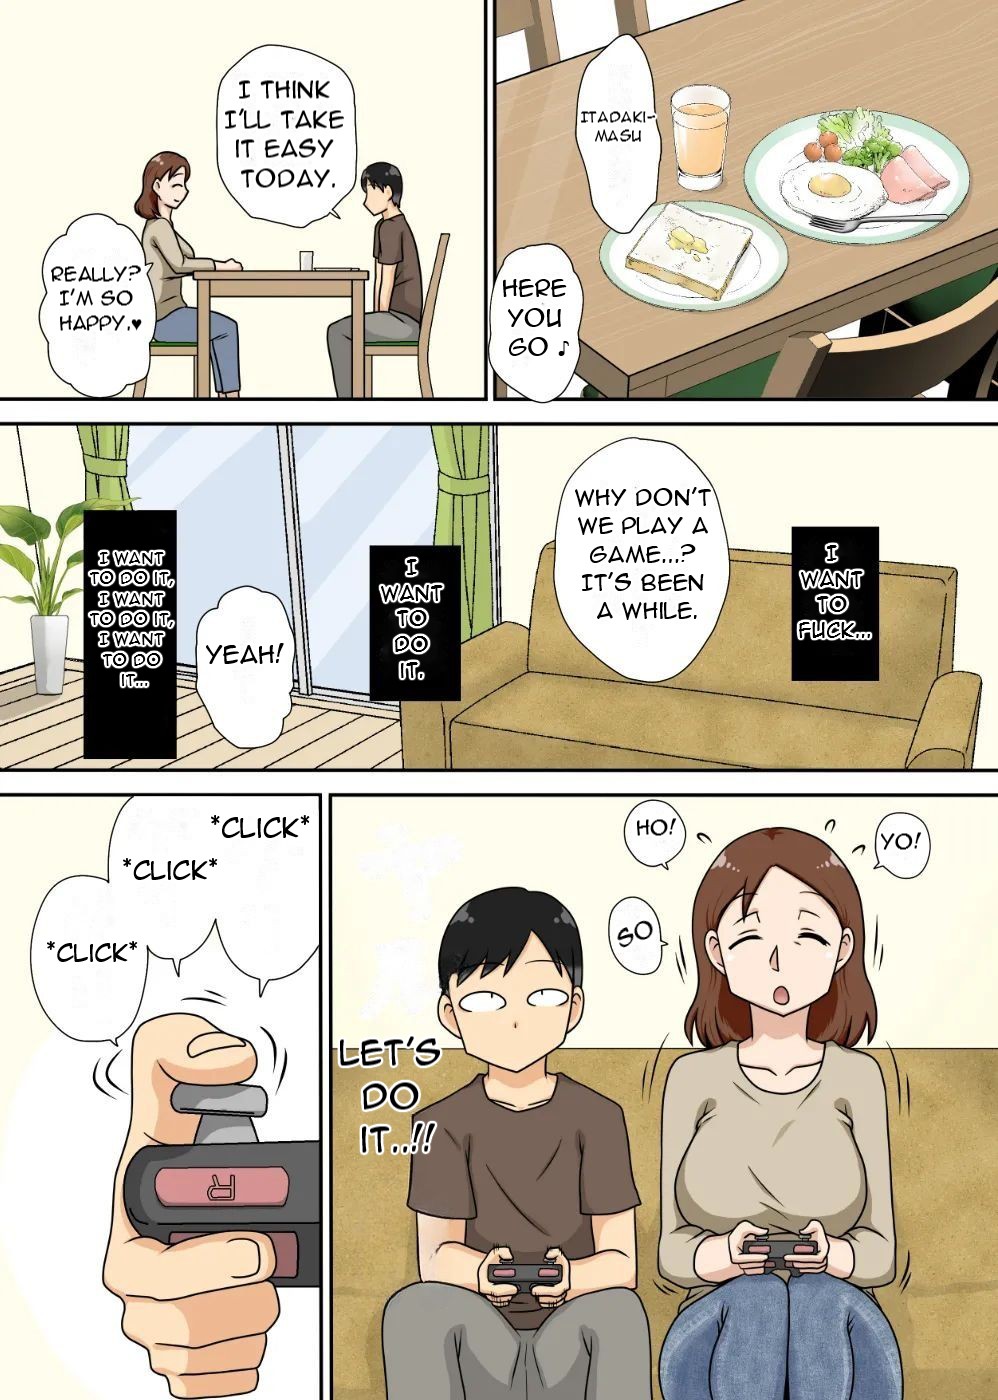 ITADAKI-
MASU
HERE
YOU
GO ♪
I THINK
I'LL TAKE
IT EASY
TODAY.
REALLY?
I'M SO
HAPPY.♥
I
WANT
TO
FUCK...
WHY DON'T
WE PLAY A
GAME...?
IT'S BEEN
A WHILE.
I
WANT
TO
DO
IT.
YEAH!
I WANT
TO DO IT,
I WANT
TO DO IT,
I WANT
TO DO
IT...
YO!
HO!
SO
LET'S
DO
IT..!!
*CLICK*
*CLICK*
*CLICK*
R